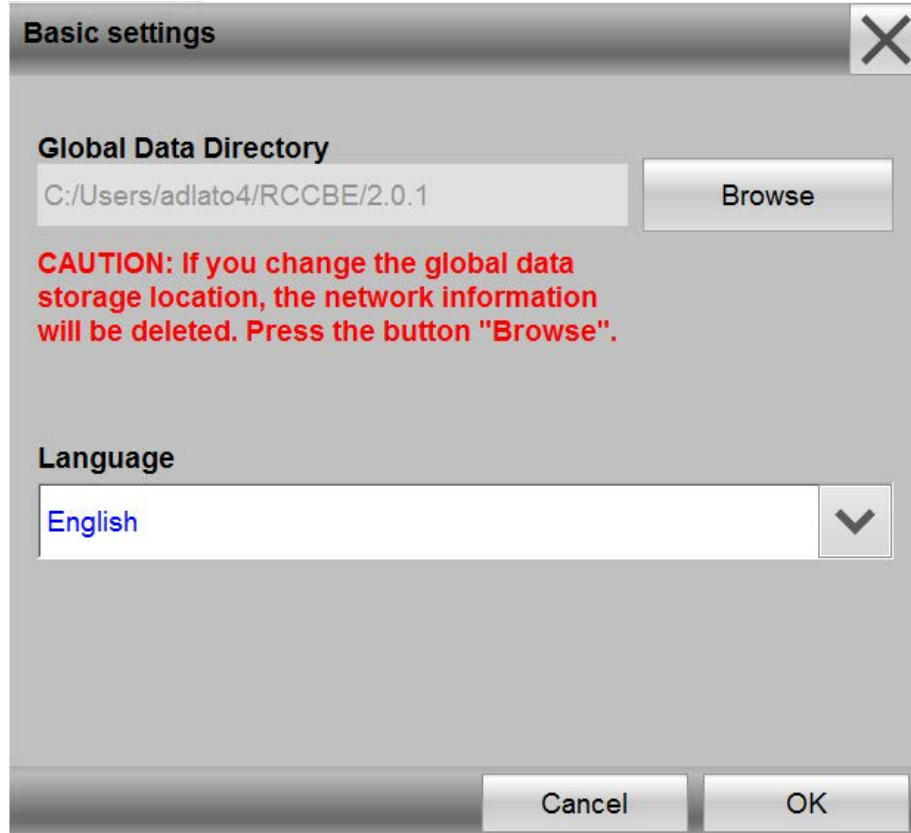 Basic settings
Global Data Directory
C:/Users/adlato4/RCCBE/2.0.1
Browse
CAUTION: If you change the global data
storage location, the network information
will be deleted. Press the button "Browse".
Language
English
Cancel
OK